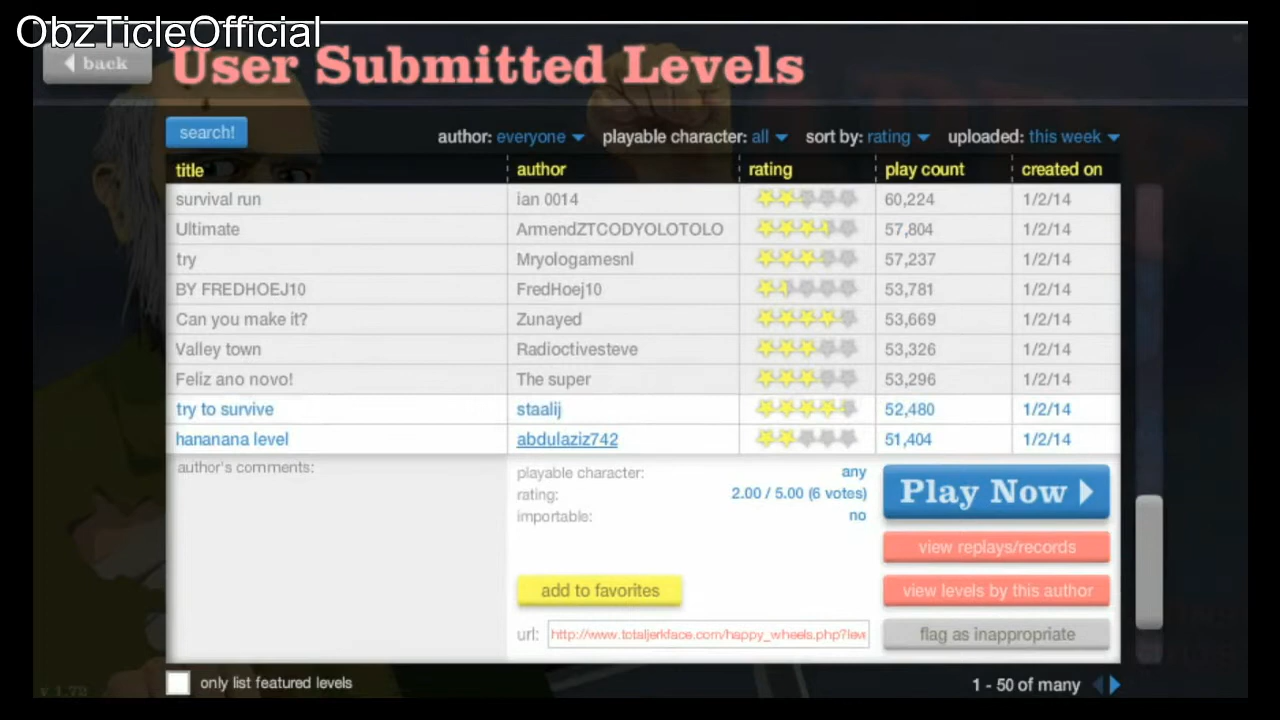 ObzTicleOfficial
back
User Submitted Levels
search!
author: everyone playable character: all sort by: rating uploaded: this week
title author rating play count created on
survival run ian 0014 60,224 1/2/14
Ultimate ArmendZTCODYOLOTOLO 57,804 1/2/14
try Mryologamesnl 57,237 1/2/14
BY FREDHOEJ10 FredHoej10 53,781 1/2/14
Can you make it? Zunayed 53,669 1/2/14
Valley town Radioctivesteve 53,326 1/2/14
Feliz ano novo! The super 53,296 1/2/14
try to survive staalij 52,480 1/2/14
hananana level abdulaziz742 51,404 1/2/14
author's comments:
playable character: any
rating: 2.00 / 5.00 (6 votes)
importable: no
Play Now
view replays/records
add to favorites
view levels by this author
url: http://www.totaljerkface.com/happy_wheels.php?leve
flag as inappropriate
only list featured levels
1 - 50 of many
v 1.72